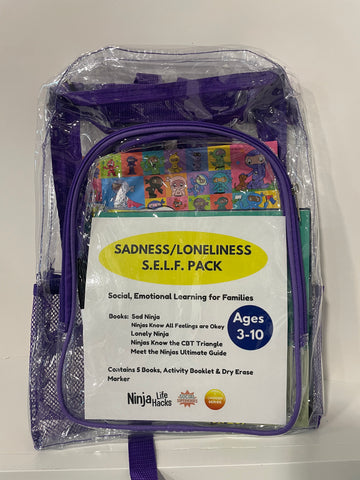 SADNESS/LONELINESS
S.E.L.F. PACK
Social, Emotional Learning for Families
Books: Sad Ninja
Ninjas Know All Feelings are Okey
Lonely Ninja
Ninjas Know the CBT Triangle
Meet the Ninjas Ultimate Guide
Ages
3-10
Contains 5 Books, Activity Booklet & Dry Erase
Marker
Ninja Life
Hacks